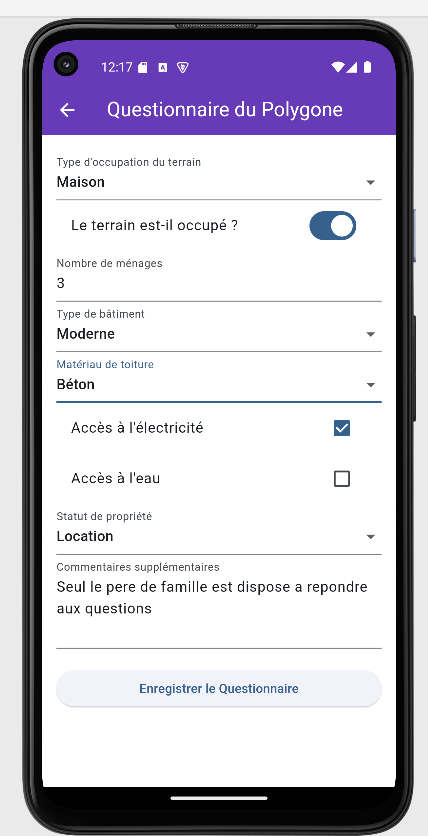 12:17
Questionnaire du Polygone
Type d'occupation du terrain
Maison
Le terrain est-il occupé ?
Nombre de ménages
3
Type de bâtiment
Moderne
Matériau de toiture
Béton
Accès à l'électricité
Accès à l'eau
Statut de propriété
Location
Commentaires supplémentaires
Seul le pere de famille est dispose a repondre
aux questions
Enregistrer le Questionnaire